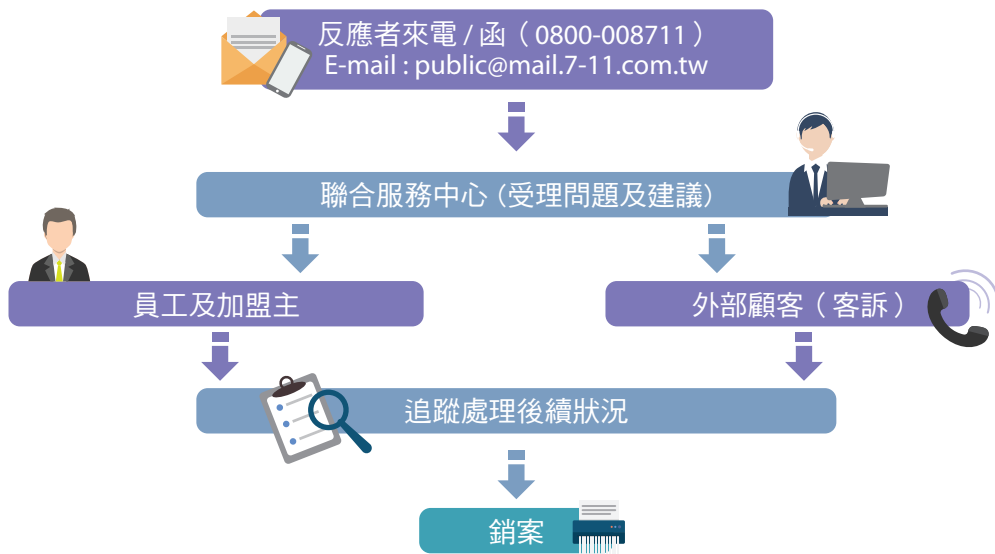 反應者來電 / 函（ 0800-008711 ）
E-mail : public@mail.7-11.com.tw
聯合服務中心 (受理問題及建議)
員工及加盟主
外部顧客（ 客訴 ）
追蹤處理後續狀況
銷案